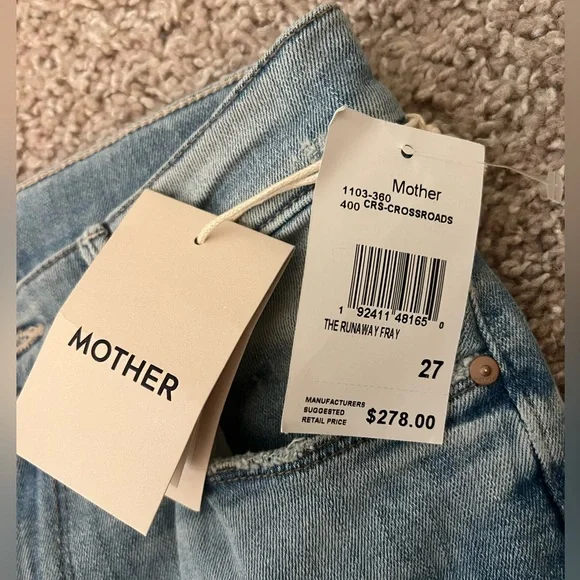 MOTHER
Mother
1103-360
400 CRS-CROSSROADS
1 92411 48165 0
THE RUNAWAY FRAY
27
MANUFACTURERS
SUGGESTED
RETAIL PRICE $278.00